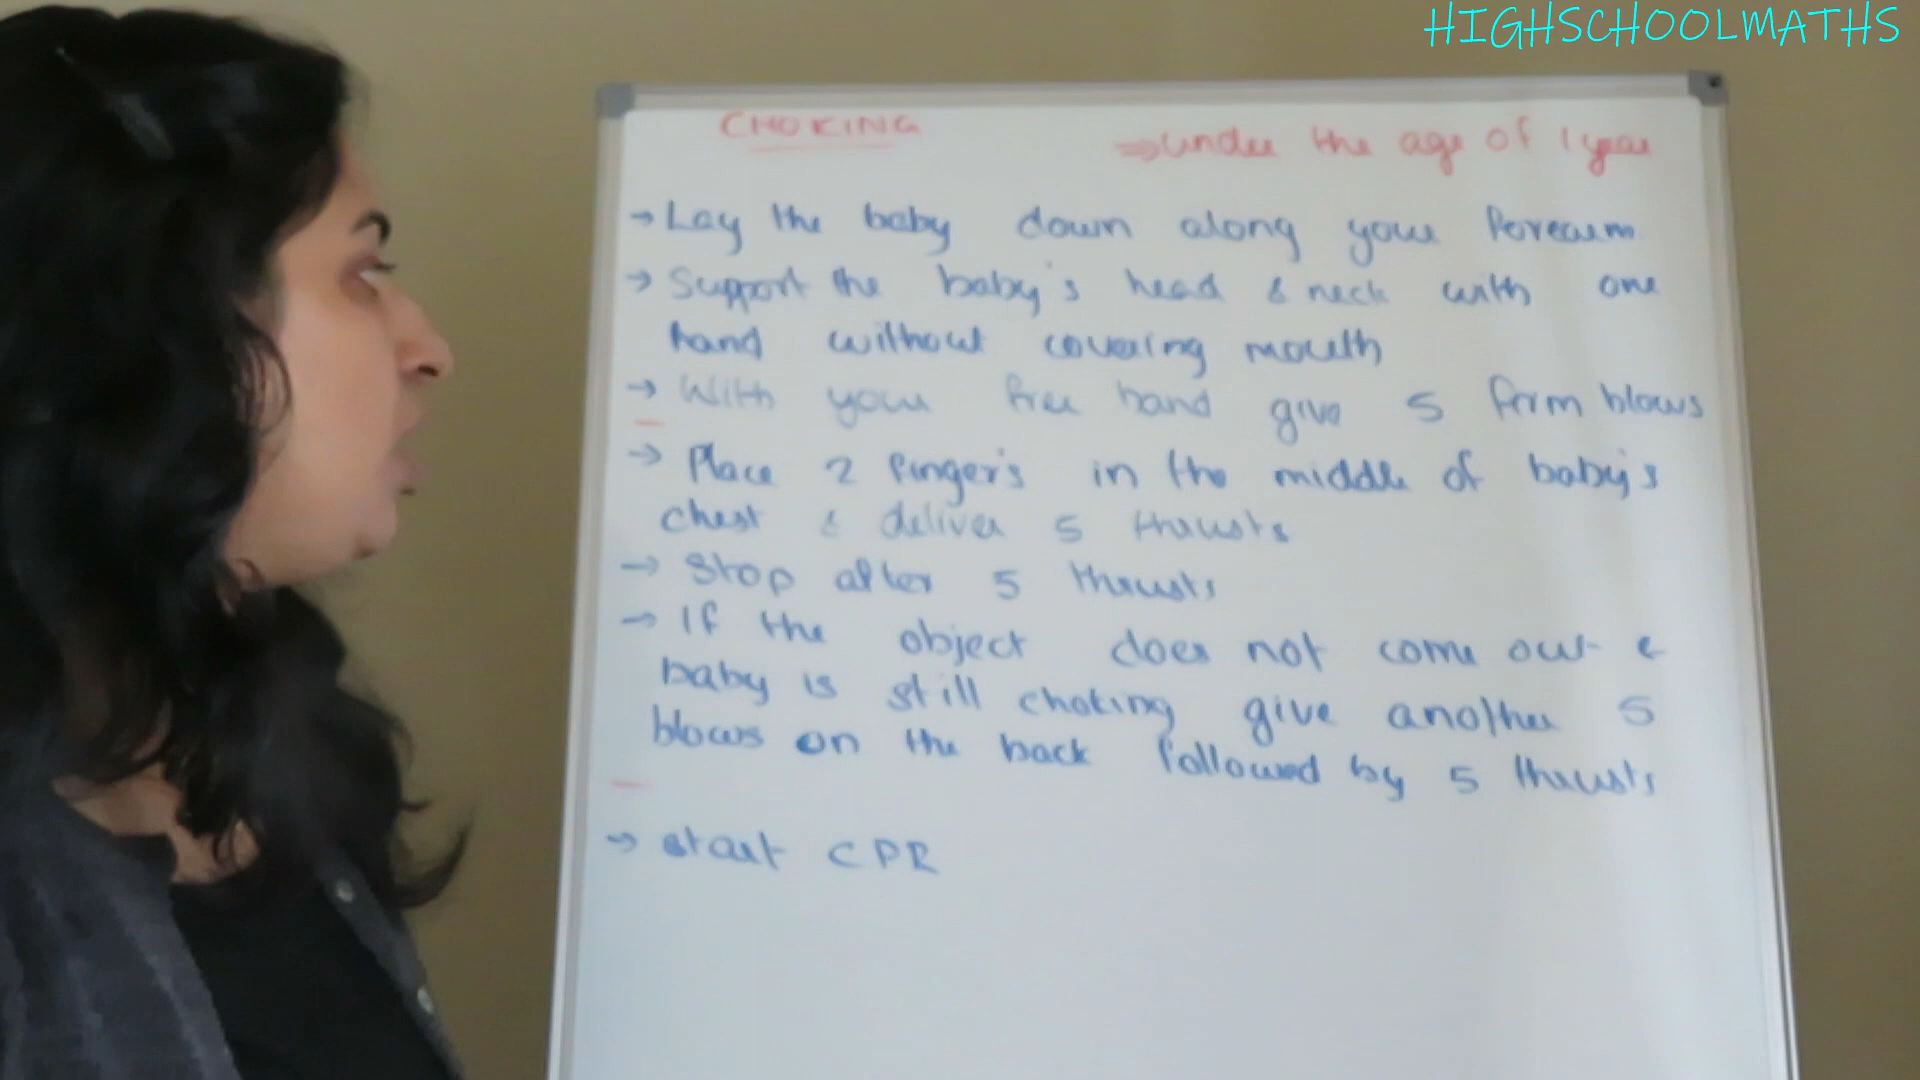 HIGHSCHOOLMATHS
CHOKING
⇒ under the age of 1 year
→ Lay the baby down along your forearm
→ Support the baby's head & neck with one
hand without covering mouth
→ With your free hand give 5 firm blows
→ Place 2 finger's in the middle of baby's
chest & deliver 5 thrusts
→ Stop after 5 thrusts
→ If the object does not come out &
baby is still choking give another 5
blows on the back followed by 5 thrusts
→ start CPR